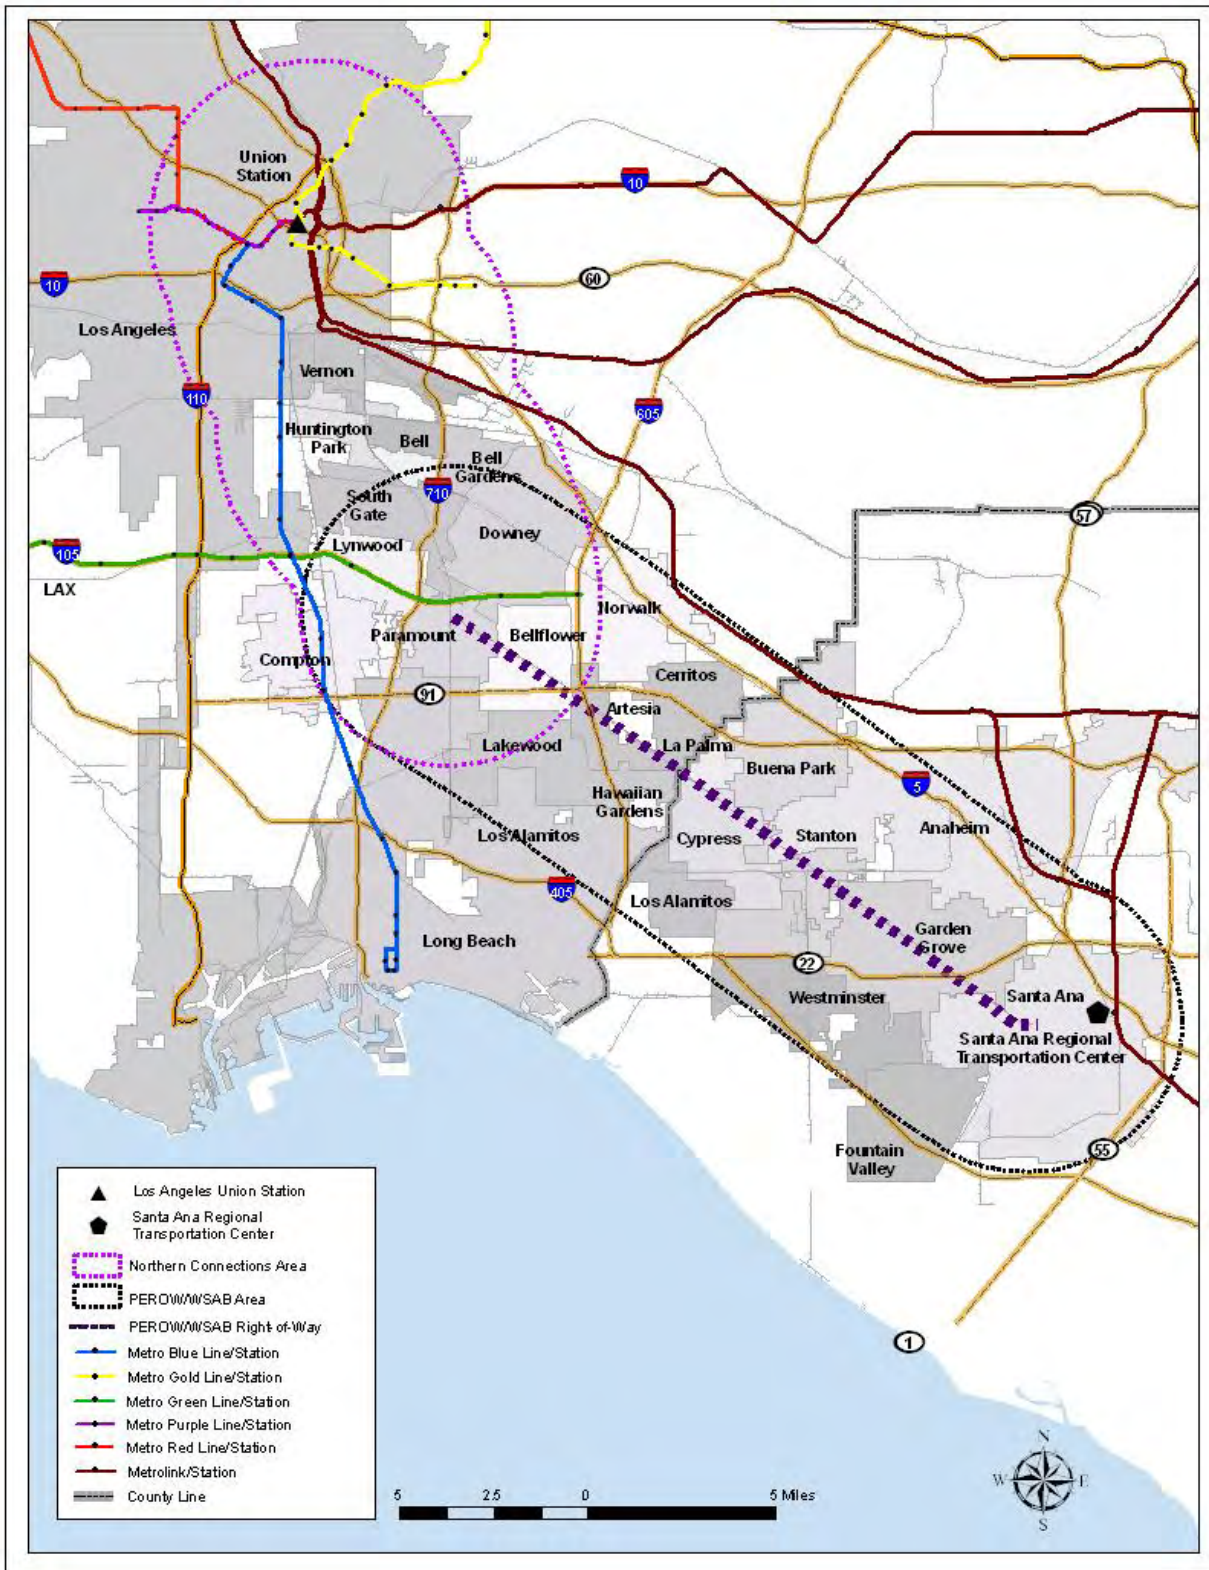 Union
Station
10
60
10
Los Angeles
Vernon
110
605
Huntington
Park
Bell
Bell
Gardens
710
South
Gate
57
Downey
Lynwood
105
LAX
Norwalk
Paramount
Bellflower
Compton
Cerritos
91
Artesia
Lakewood
La Palma
Buena Park
5
Hawaiian
Gardens
Los Alamitos
Cypress
Stanton
Anaheim
405
Los Alamitos
Long Beach
Garden
Grove
22
Westminster
Santa Ana
Santa Ana Regional
Transportation Center
Fountain
Valley
55
1
Los Angeles Union Station
Santa Ana Regional
Transportation Center
Northern Connections Area
PEROW/WSAB Area
PEROW/WSAB Right-of-Way
Metro Blue Line/Station
Metro Gold Line/Station
Metro Green Line/Station
Metro Purple Line/Station
Metro Red Line/Station
Metrolink/Station
County Line
5 2.5 0 5 Miles
N
W E
S